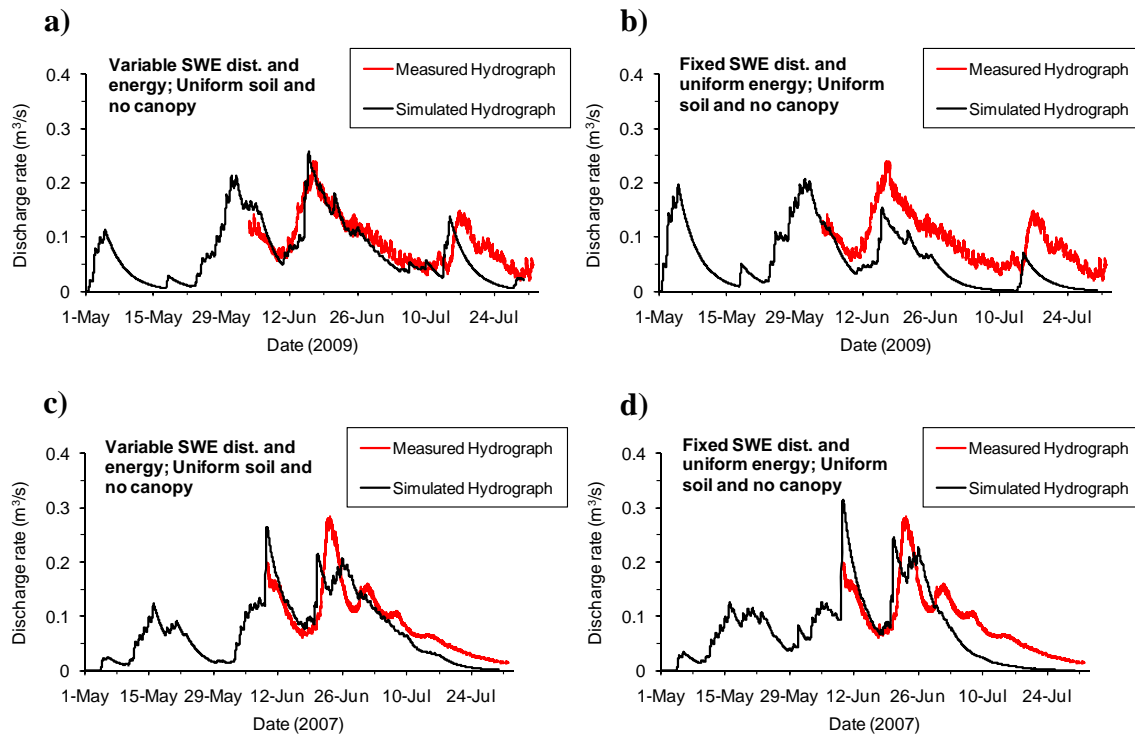 a)
Variable SWE dist. and
energy; Uniform soil and
no canopy
Measured Hydrograph
Simulated Hydrograph
Discharge rate (m³/s)
0.4
0.3
0.2
0.1
0
1-May 15-May 29-May 12-Jun 26-Jun 10-Jul 24-Jul
Date (2009)
b)
Fixed SWE dist. and
uniform energy; Uniform
soil and no canopy
Measured Hydrograph
Simulated Hydrograph
Discharge rate (m³/s)
0.4
0.3
0.2
0.1
0
1-May 15-May 29-May 12-Jun 26-Jun 10-Jul 24-Jul
Date (2009)
c)
Variable SWE dist. and
energy; Uniform soil and
no canopy
Measured Hydrograph
Simulated Hydrograph
Discharge rate (m³/s)
0.4
0.3
0.2
0.1
0
1-May 15-May 29-May 12-Jun 26-Jun 10-Jul 24-Jul
Date (2007)
d)
Fixed SWE dist. and
uniform energy; Uniform
soil and no canopy
Measured Hydrograph
Simulated Hydrograph
Discharge rate (m³/s)
0.4
0.3
0.2
0.1
0
1-May 15-May 29-May 12-Jun 26-Jun 10-Jul 24-Jul
Date (2007)